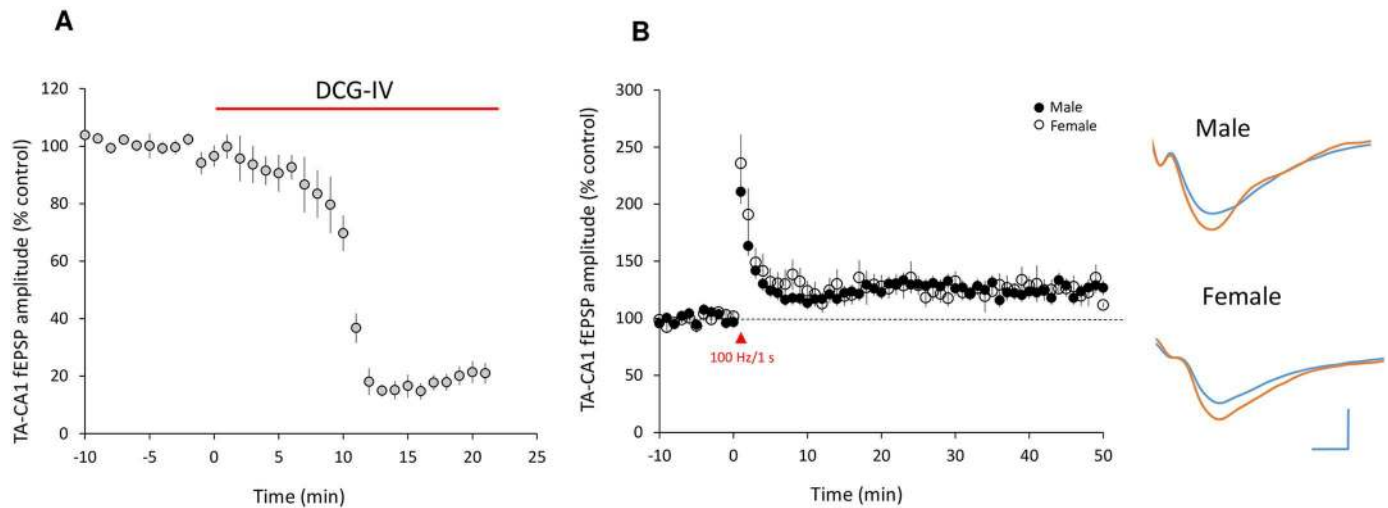 A
TA-CA1 fEPSP amplitude (% control)
120
100
80
60
40
20
0
DCG-IV
-10
-5
0
5
10
15
20
25
Time (min)
B
TA-CA1 fEPSP amplitude (% control)
300
250
200
150
100
50
0
Male
Female
100 Hz/1 s
-10
0
10
20
30
40
50
Time (min)
Male
Female